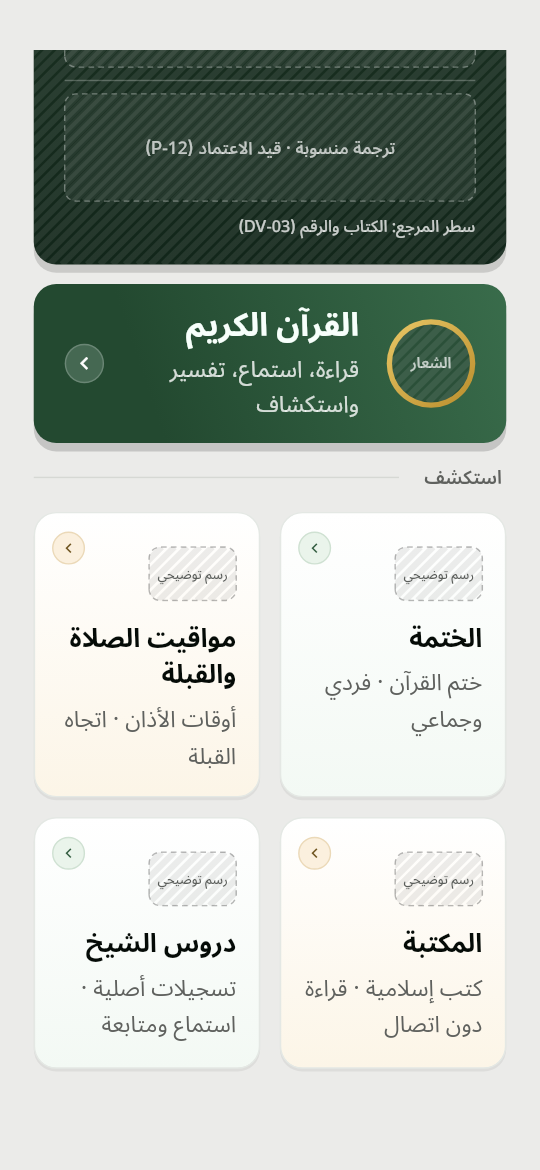 ترجمة منسوبة · قيد الاعتماد (P-12)
سطر المرجع: الكتاب والرقم (DV-03)
الشعار
القرآن الكريم
قراءة، استماع، تفسير
واستكشاف
استكشف
رسم توضيحي
الختمة
ختم القرآن · فردي
وجماعي
رسم توضيحي
مواقيت الصلاة
والقبلة
أوقات الأذان · اتجاه
القبلة
رسم توضيحي
المكتبة
كتب إسلامية · قراءة
دون اتصال
رسم توضيحي
دروس الشيخ
تسجيلات أصلية ·
استماع ومتابعة